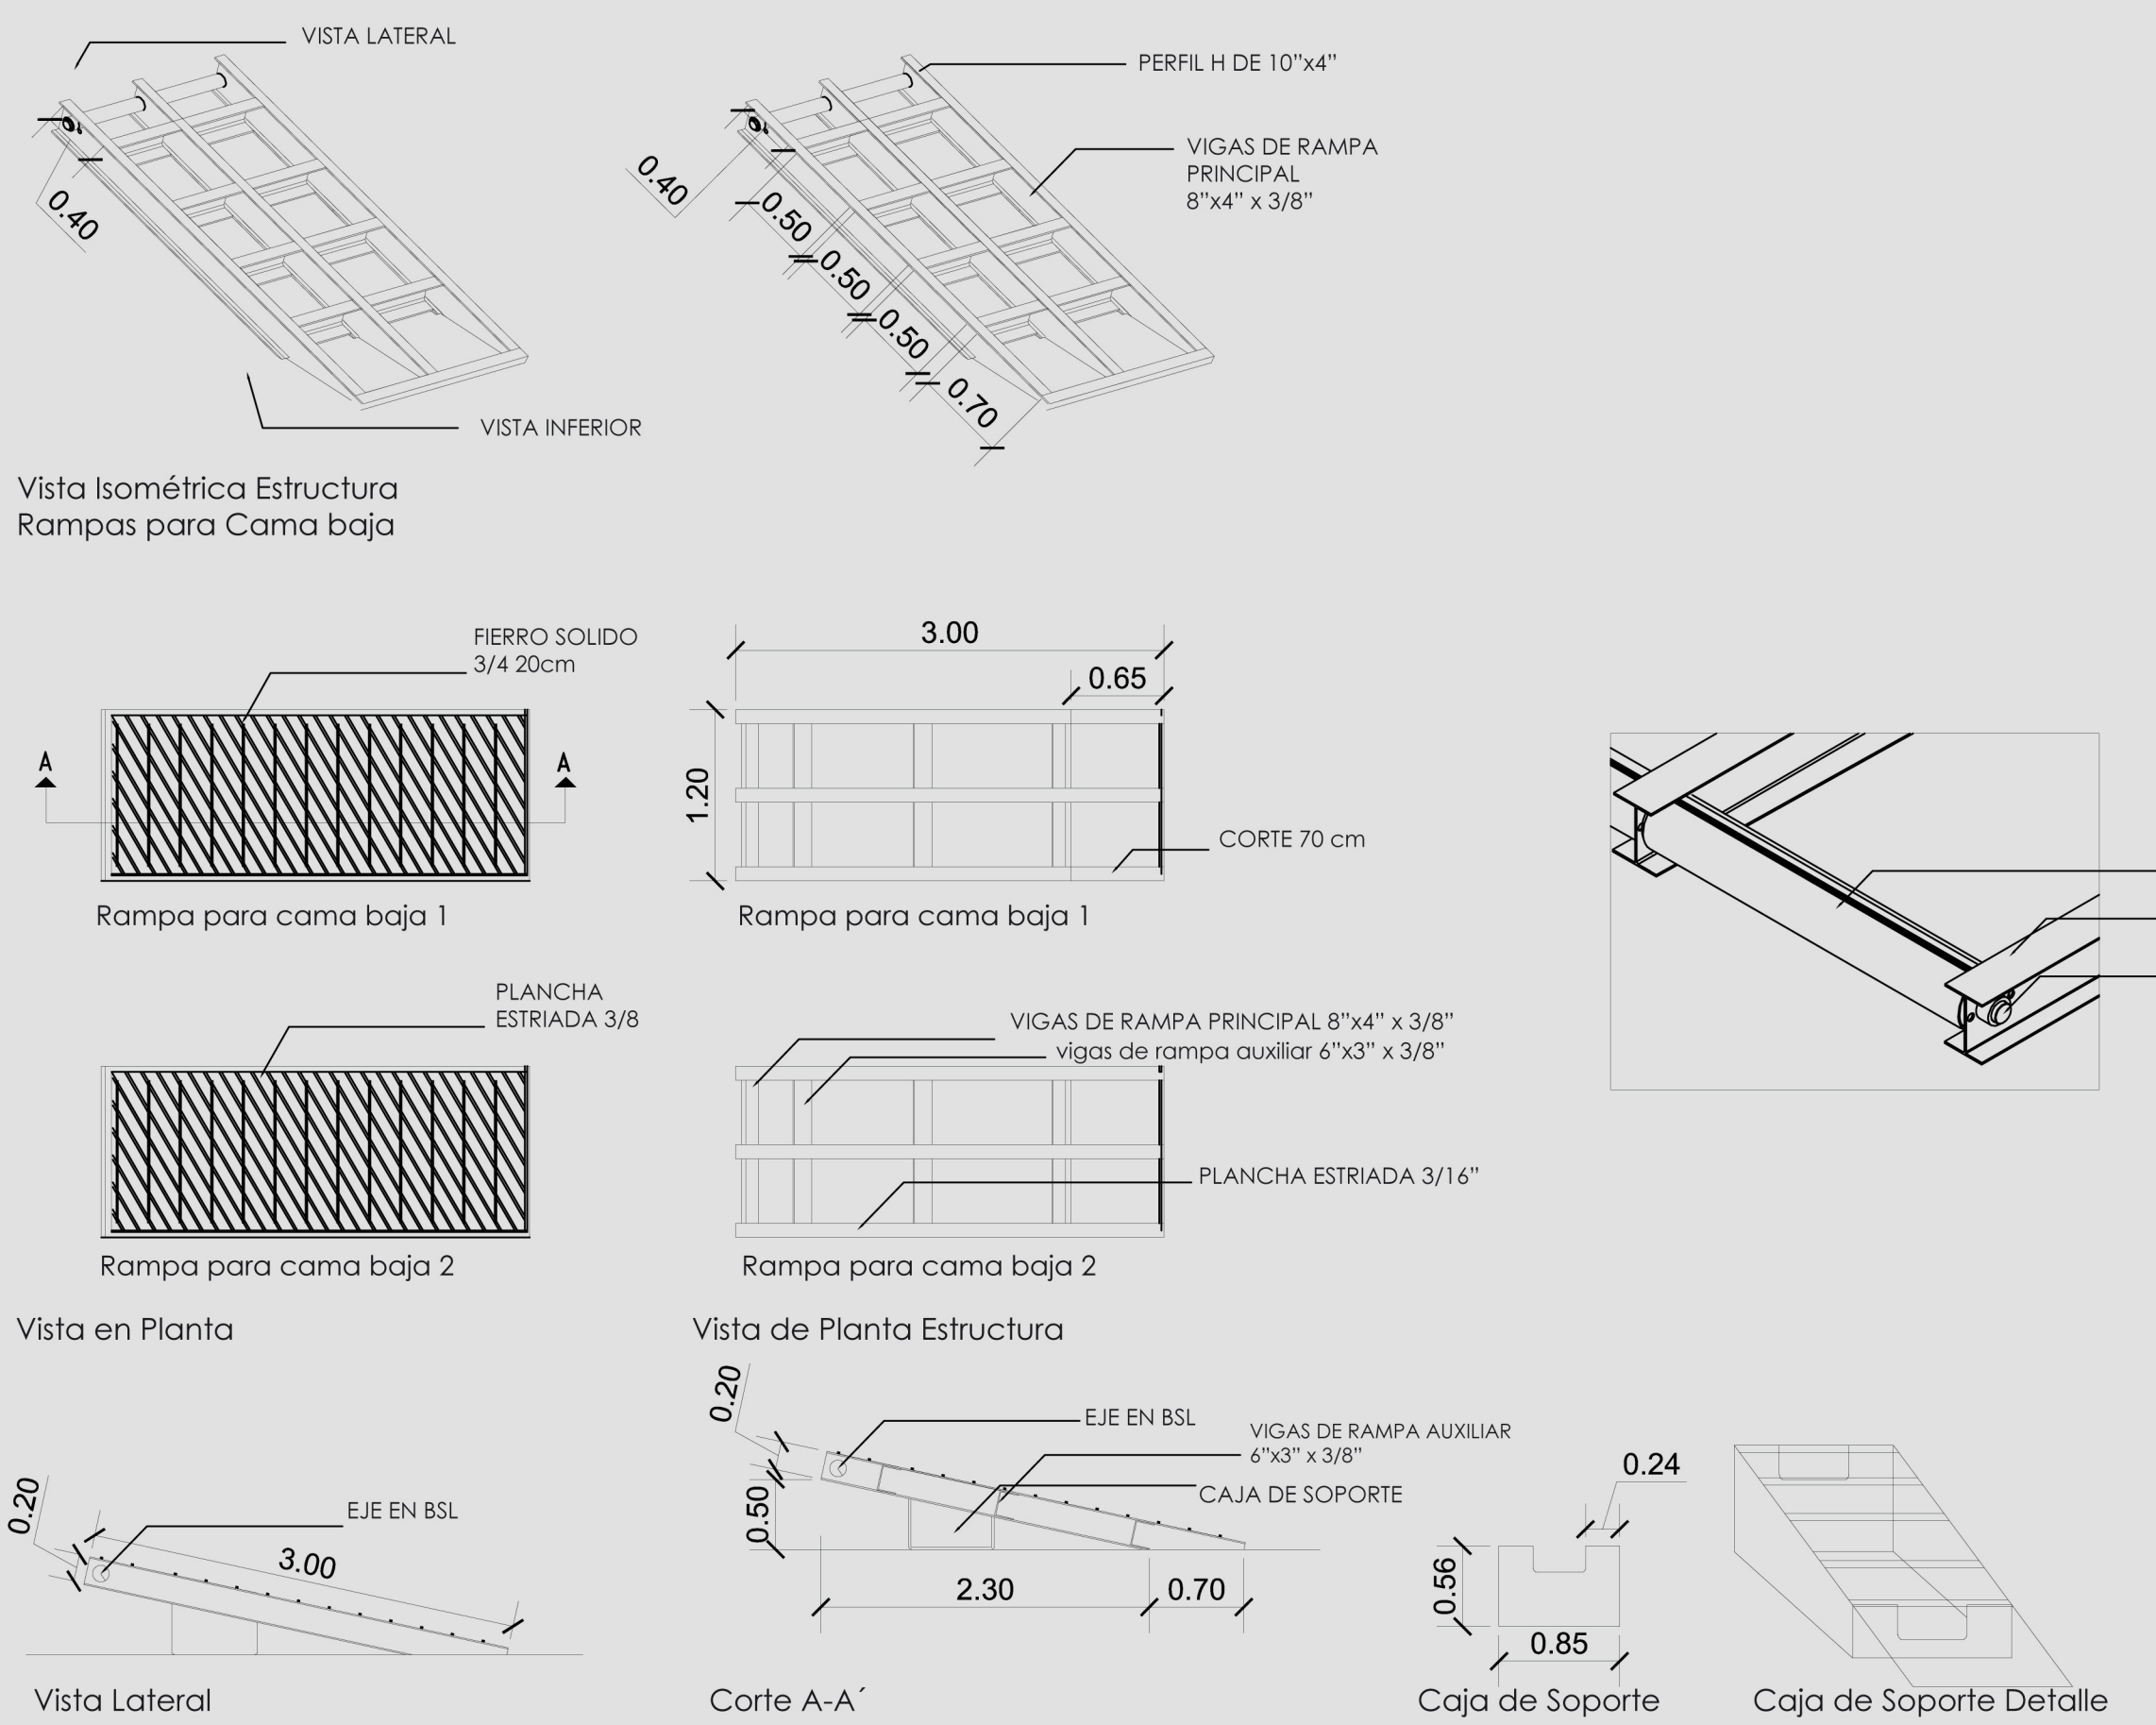 VISTA LATERAL
0.40
VISTA INFERIOR
PERFIL H DE 10”x4”
VIGAS DE RAMPA
PRINCIPAL
8”x4” x 3/8”
0.40
0.50
0.50
0.50
0.70
Vista Isométrica Estructura
Rampas para Cama baja
FIERRO SOLIDO
3/4 20cm
A
A
Rampa para cama baja 1
3.00
0.65
1.20
CORTE 70 cm
Rampa para cama baja 1
PLANCHA
ESTRIADA 3/8
Rampa para cama baja 2
VIGAS DE RAMPA PRINCIPAL 8”x4” x 3/8”
vigas de rampa auxiliar 6”x3” x 3/8”
PLANCHA ESTRIADA 3/16”
Rampa para cama baja 2
Vista en Planta
Vista de Planta Estructura
0.20
EJE EN BSL
3.00
Vista Lateral
0.20
EJE EN BSL
VIGAS DE RAMPA AUXILIAR
6”x3” x 3/8”
CAJA DE SOPORTE
0.50
2.30
0.70
Corte A-A´
0.24
0.56
0.85
Caja de Soporte
Caja de Soporte Detalle